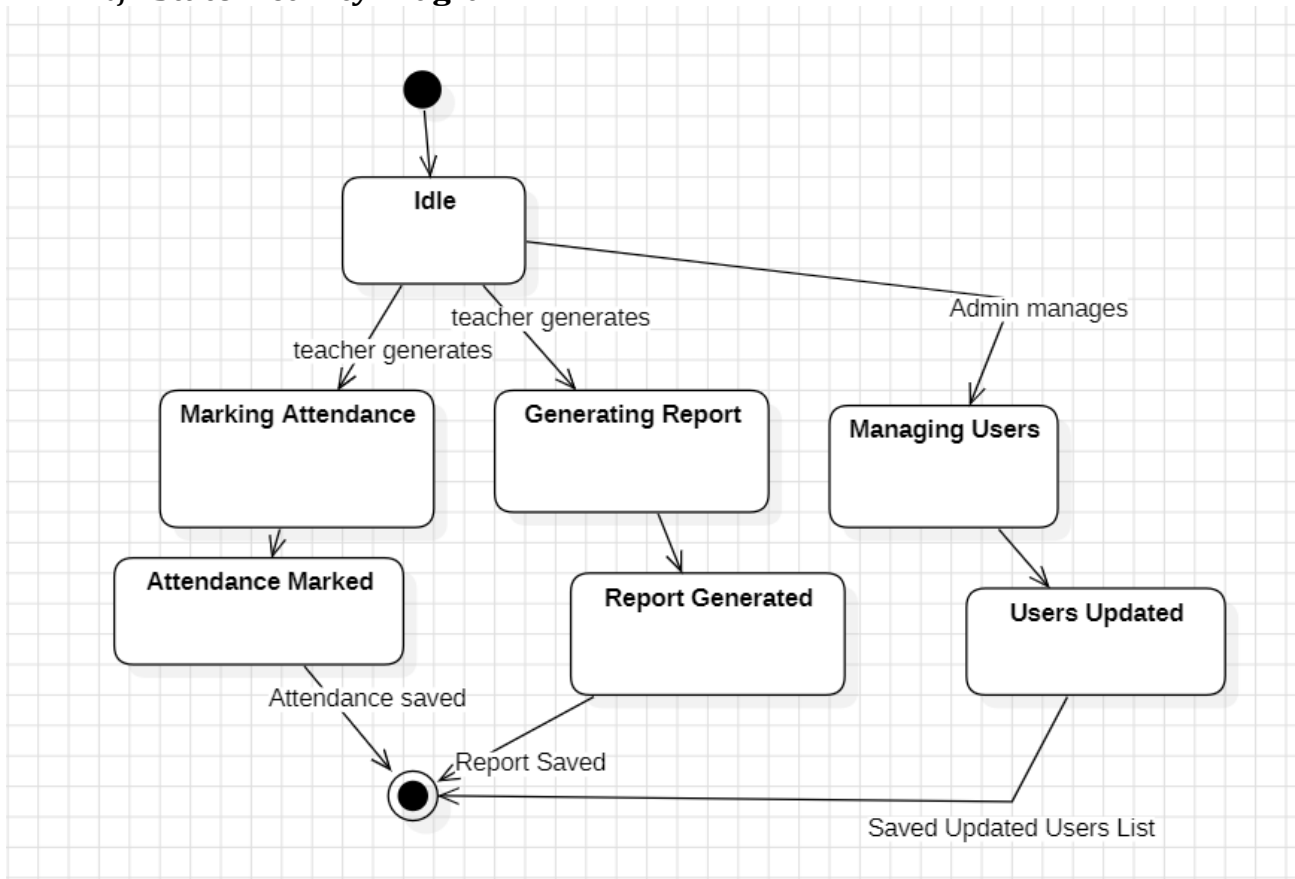 Idle
teacher generates
Admin manages
teacher generates
Marking Attendance
Generating Report
Managing Users
Attendance Marked
Report Generated
Users Updated
Attendance saved
Report Saved
Saved Updated Users List